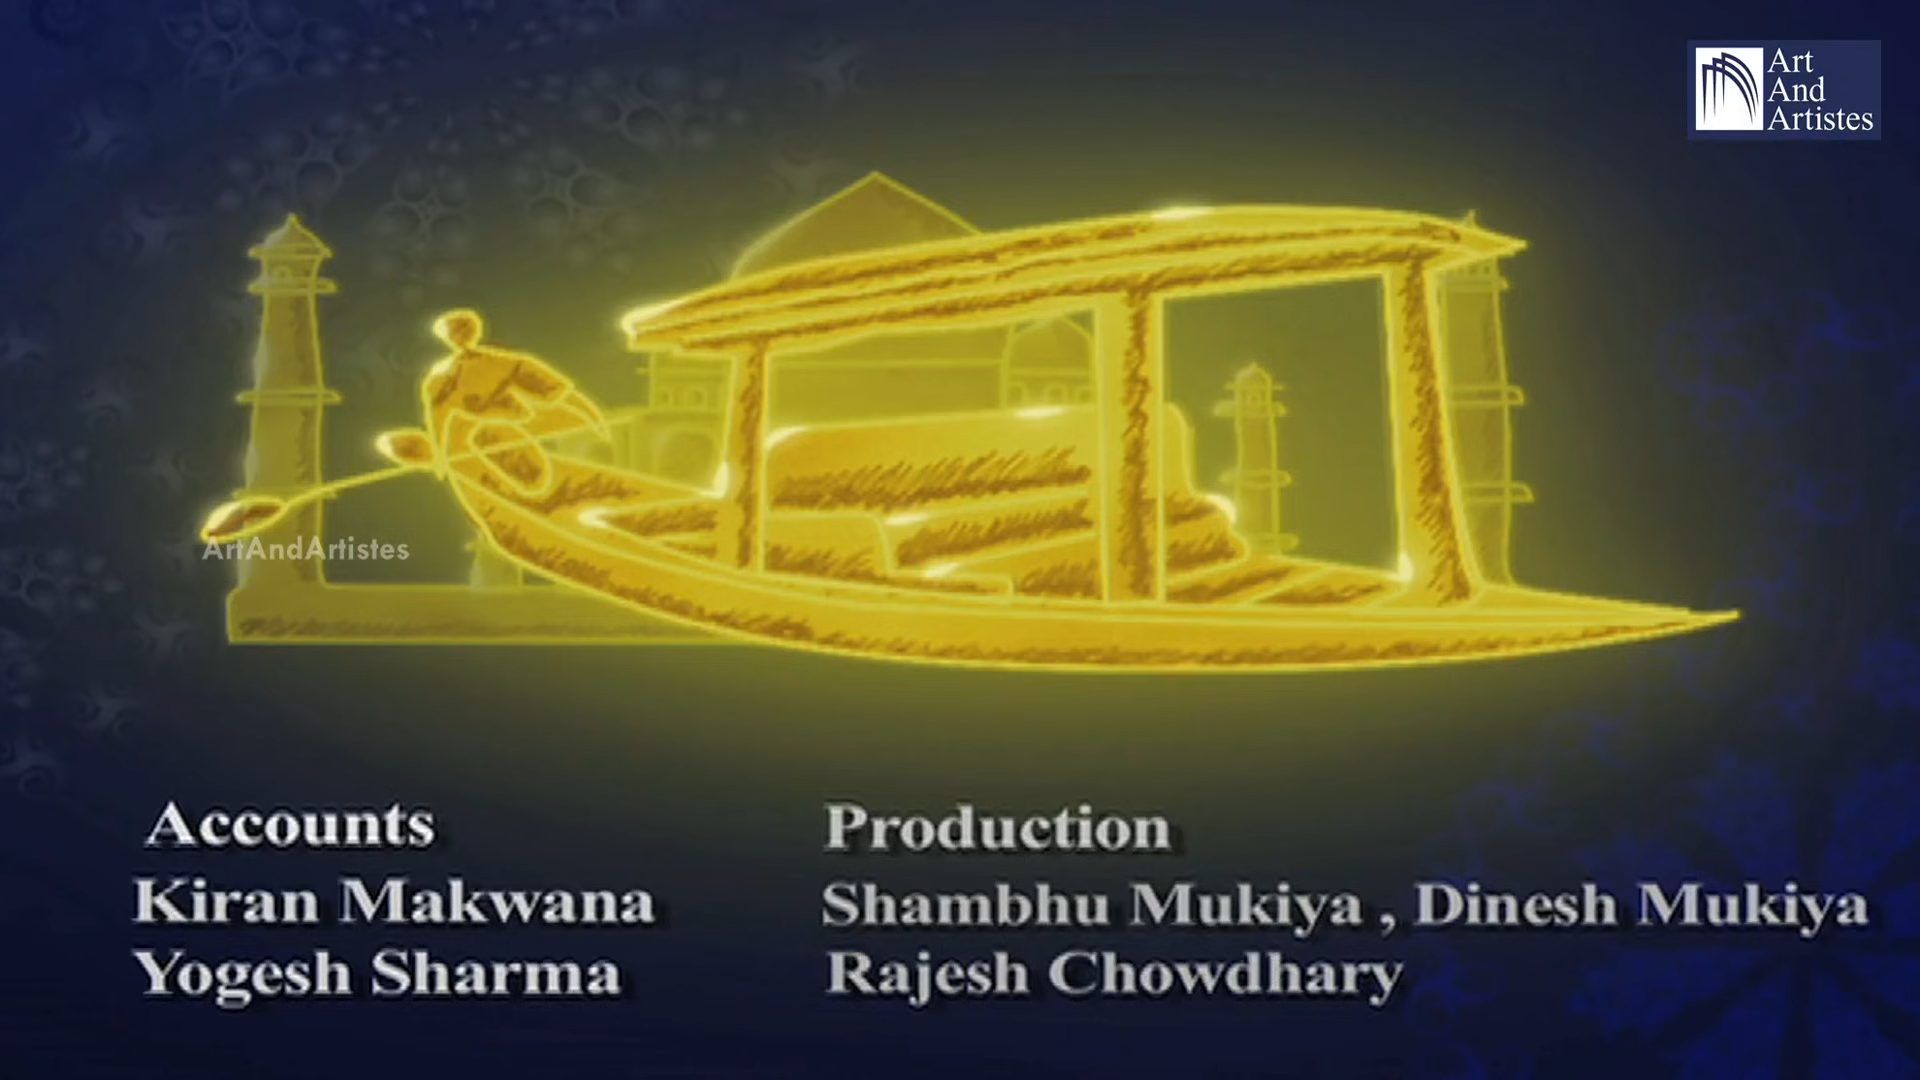 Art
And
Artistes
ArtAndArtistes
Accounts
Kiran Makwana
Yogesh Sharma
Production
Shambhu Mukiya , Dinesh Mukiya
Rajesh Chowdhary